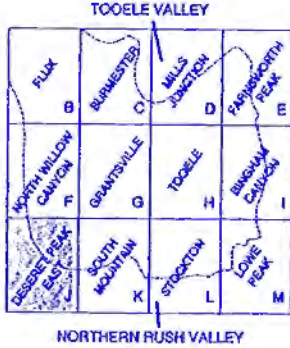 TOOELE VALLEY
FLUX
B
BURMESTER
C
MILLS
JUNCTION
D
FARNSWORTH
PEAK
E
NORTH WILLOW
CANYON
F
GRANTSVILLE
G
TOOELE
H
BINGHAM
CANYON
I
DESERET PEAK
EAST
J
SOUTH
MOUNTAIN
K
STOCKTON
L
LOWE
PEAK
M
NORTHERN RUSH VALLEY